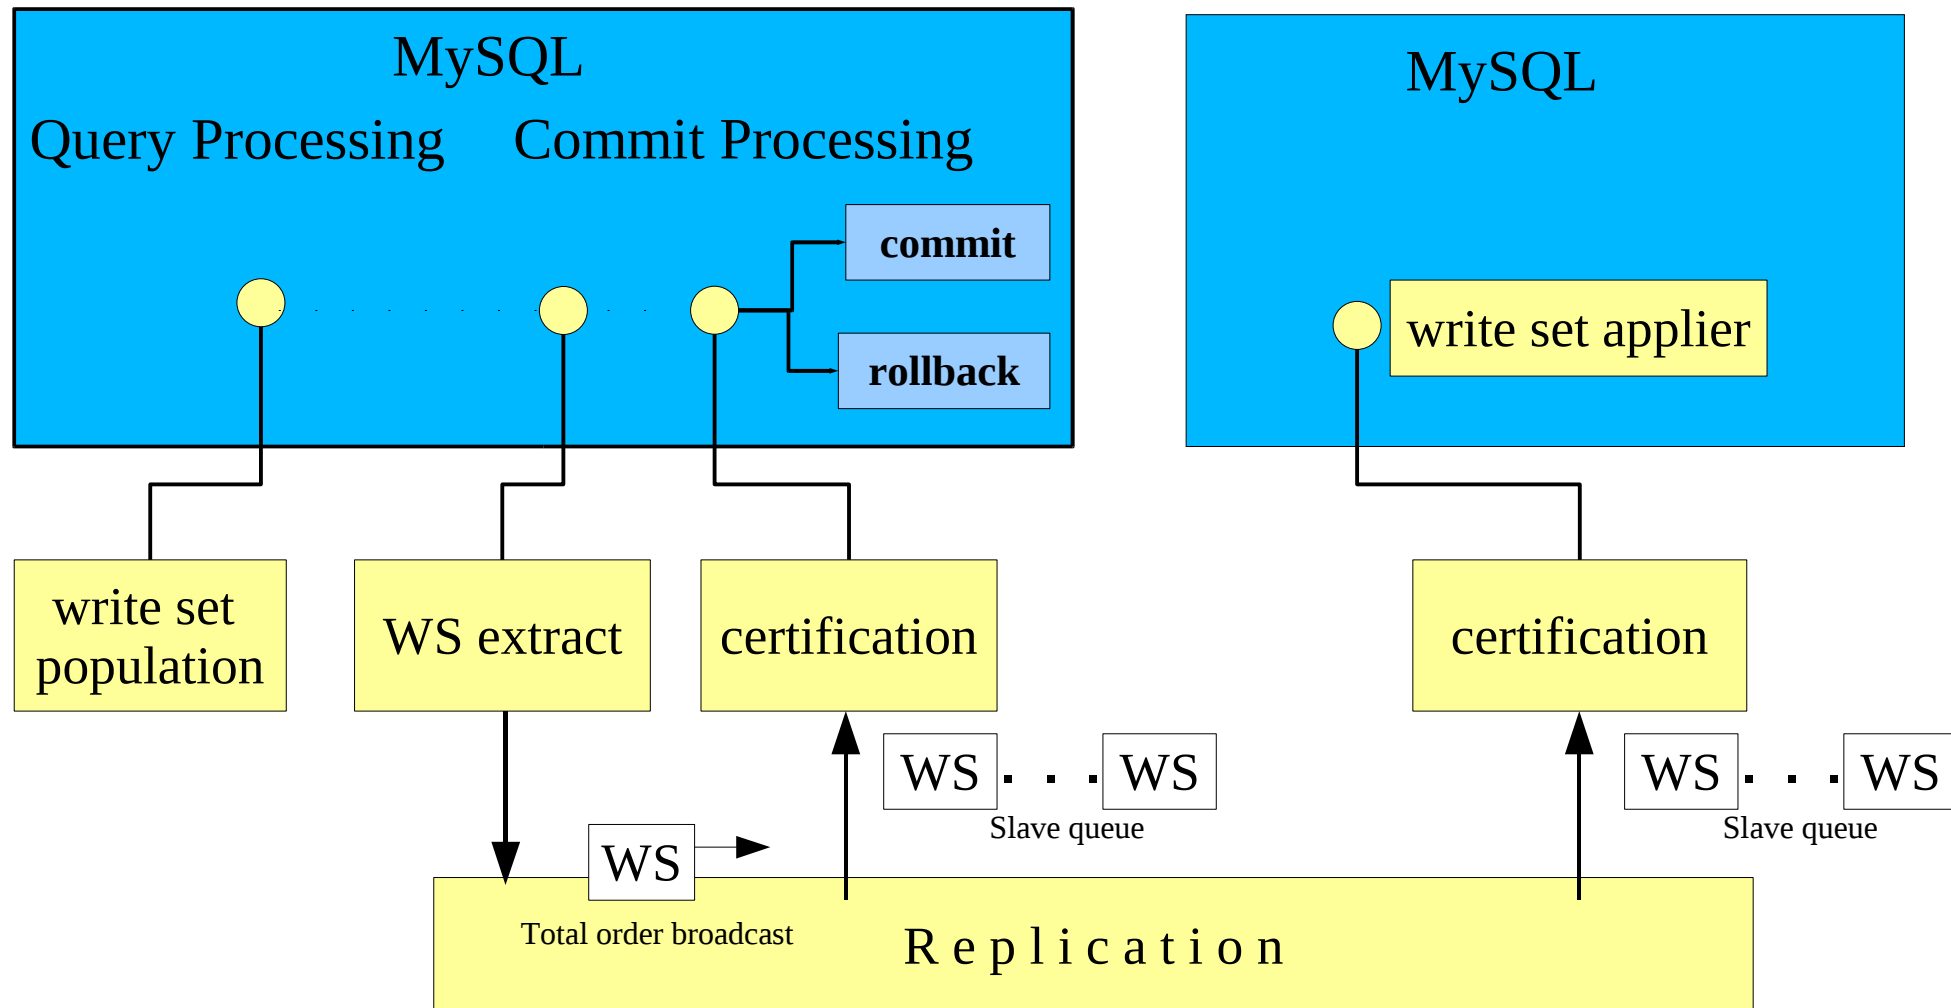 MySQL
Query Processing
Commit Processing
commit
rollback
MySQL
write set applier
write set
population
WS extract
certification
certification
WS . . . WS
Slave queue
WS . . . WS
Slave queue
WS
Total order broadcast
R e p l i c a t i o n